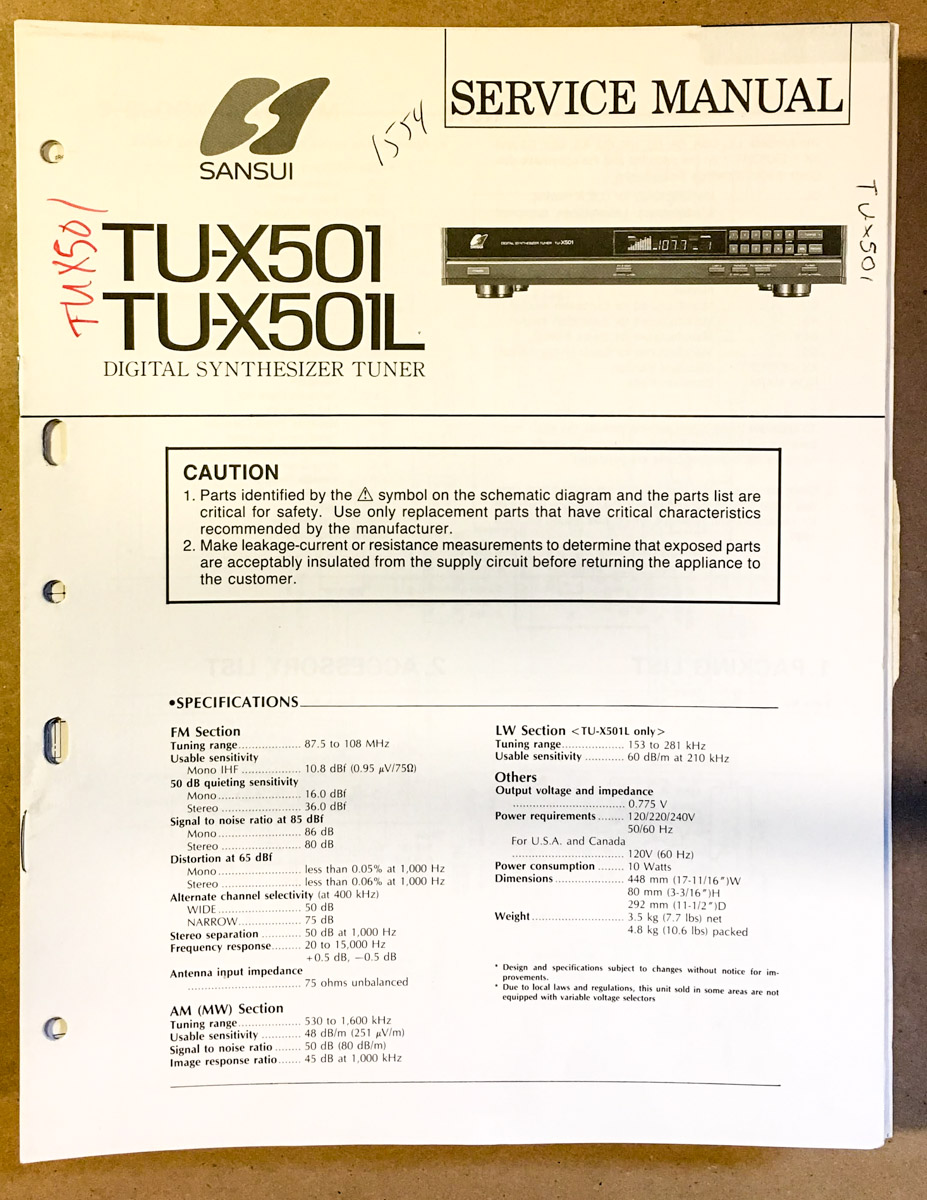 SERVICE MANUAL
1554
SANSUI
TUX501
TU-X501
TU-X501
TU-X501L
DIGITAL SYNTHESIZER TUNER
DIGITAL SYNTHESIZER TUNER TU-X501
107.7 1
CAUTION
1. Parts identified by the ⚠ symbol on the schematic diagram and the parts list are
critical for safety. Use only replacement parts that have critical characteristics
recommended by the manufacturer.
2. Make leakage-current or resistance measurements to determine that exposed parts
are acceptably insulated from the supply circuit before returning the appliance to
the customer.
1. PACKING LIST
2. ACCESSORY LIST
•SPECIFICATIONS
FM Section
Tuning range................... 87.5 to 108 MHz
Usable sensitivity
Mono IHF .................. 10.8 dBf (0.95 μV/75Ω)
50 dB quieting sensitivity
Mono......................... 16.0 dBf
Stereo ........................ 36.0 dBf
Signal to noise ratio at 85 dBf
Mono......................... 86 dB
Stereo ........................ 80 dB
Distortion at 65 dBf
Mono......................... less than 0.05% at 1,000 Hz
Stereo ........................ less than 0.06% at 1,000 Hz
Alternate channel selectivity (at 400 kHz)
WIDE......................... 50 dB
NARROW................... 75 dB
Stereo separation ............ 50 dB at 1,000 Hz
Frequency response......... 20 to 15,000 Hz
+0.5 dB, −0.5 dB
Antenna input impedance
.................................. 75 ohms unbalanced
AM (MW) Section
Tuning range................... 530 to 1,600 kHz
Usable sensitivity ............ 48 dB/m (251 μV/m)
Signal to noise ratio ........ 50 dB (80 dB/m)
Image response ratio....... 45 dB at 1,000 kHz
LW Section <TU-X501L only>
Tuning range................... 153 to 281 kHz
Usable sensitivity ............ 60 dB/m at 210 kHz
Others
Output voltage and impedance
.................................. 0.775 V
Power requirements........ 120/220/240V
50/60 Hz
For U.S.A. and Canada
.................................. 120V (60 Hz)
Power consumption ........ 10 Watts
Dimensions..................... 448 mm (17-11/16")W
80 mm (3-3/16")H
292 mm (11-1/2")D
Weight............................ 3.5 kg (7.7 lbs) net
4.8 kg (10.6 lbs) packed
* Design and specifications subject to changes without notice for im-
provements.
* Due to local laws and regulations, this unit sold in some areas are not
equipped with variable voltage selectors